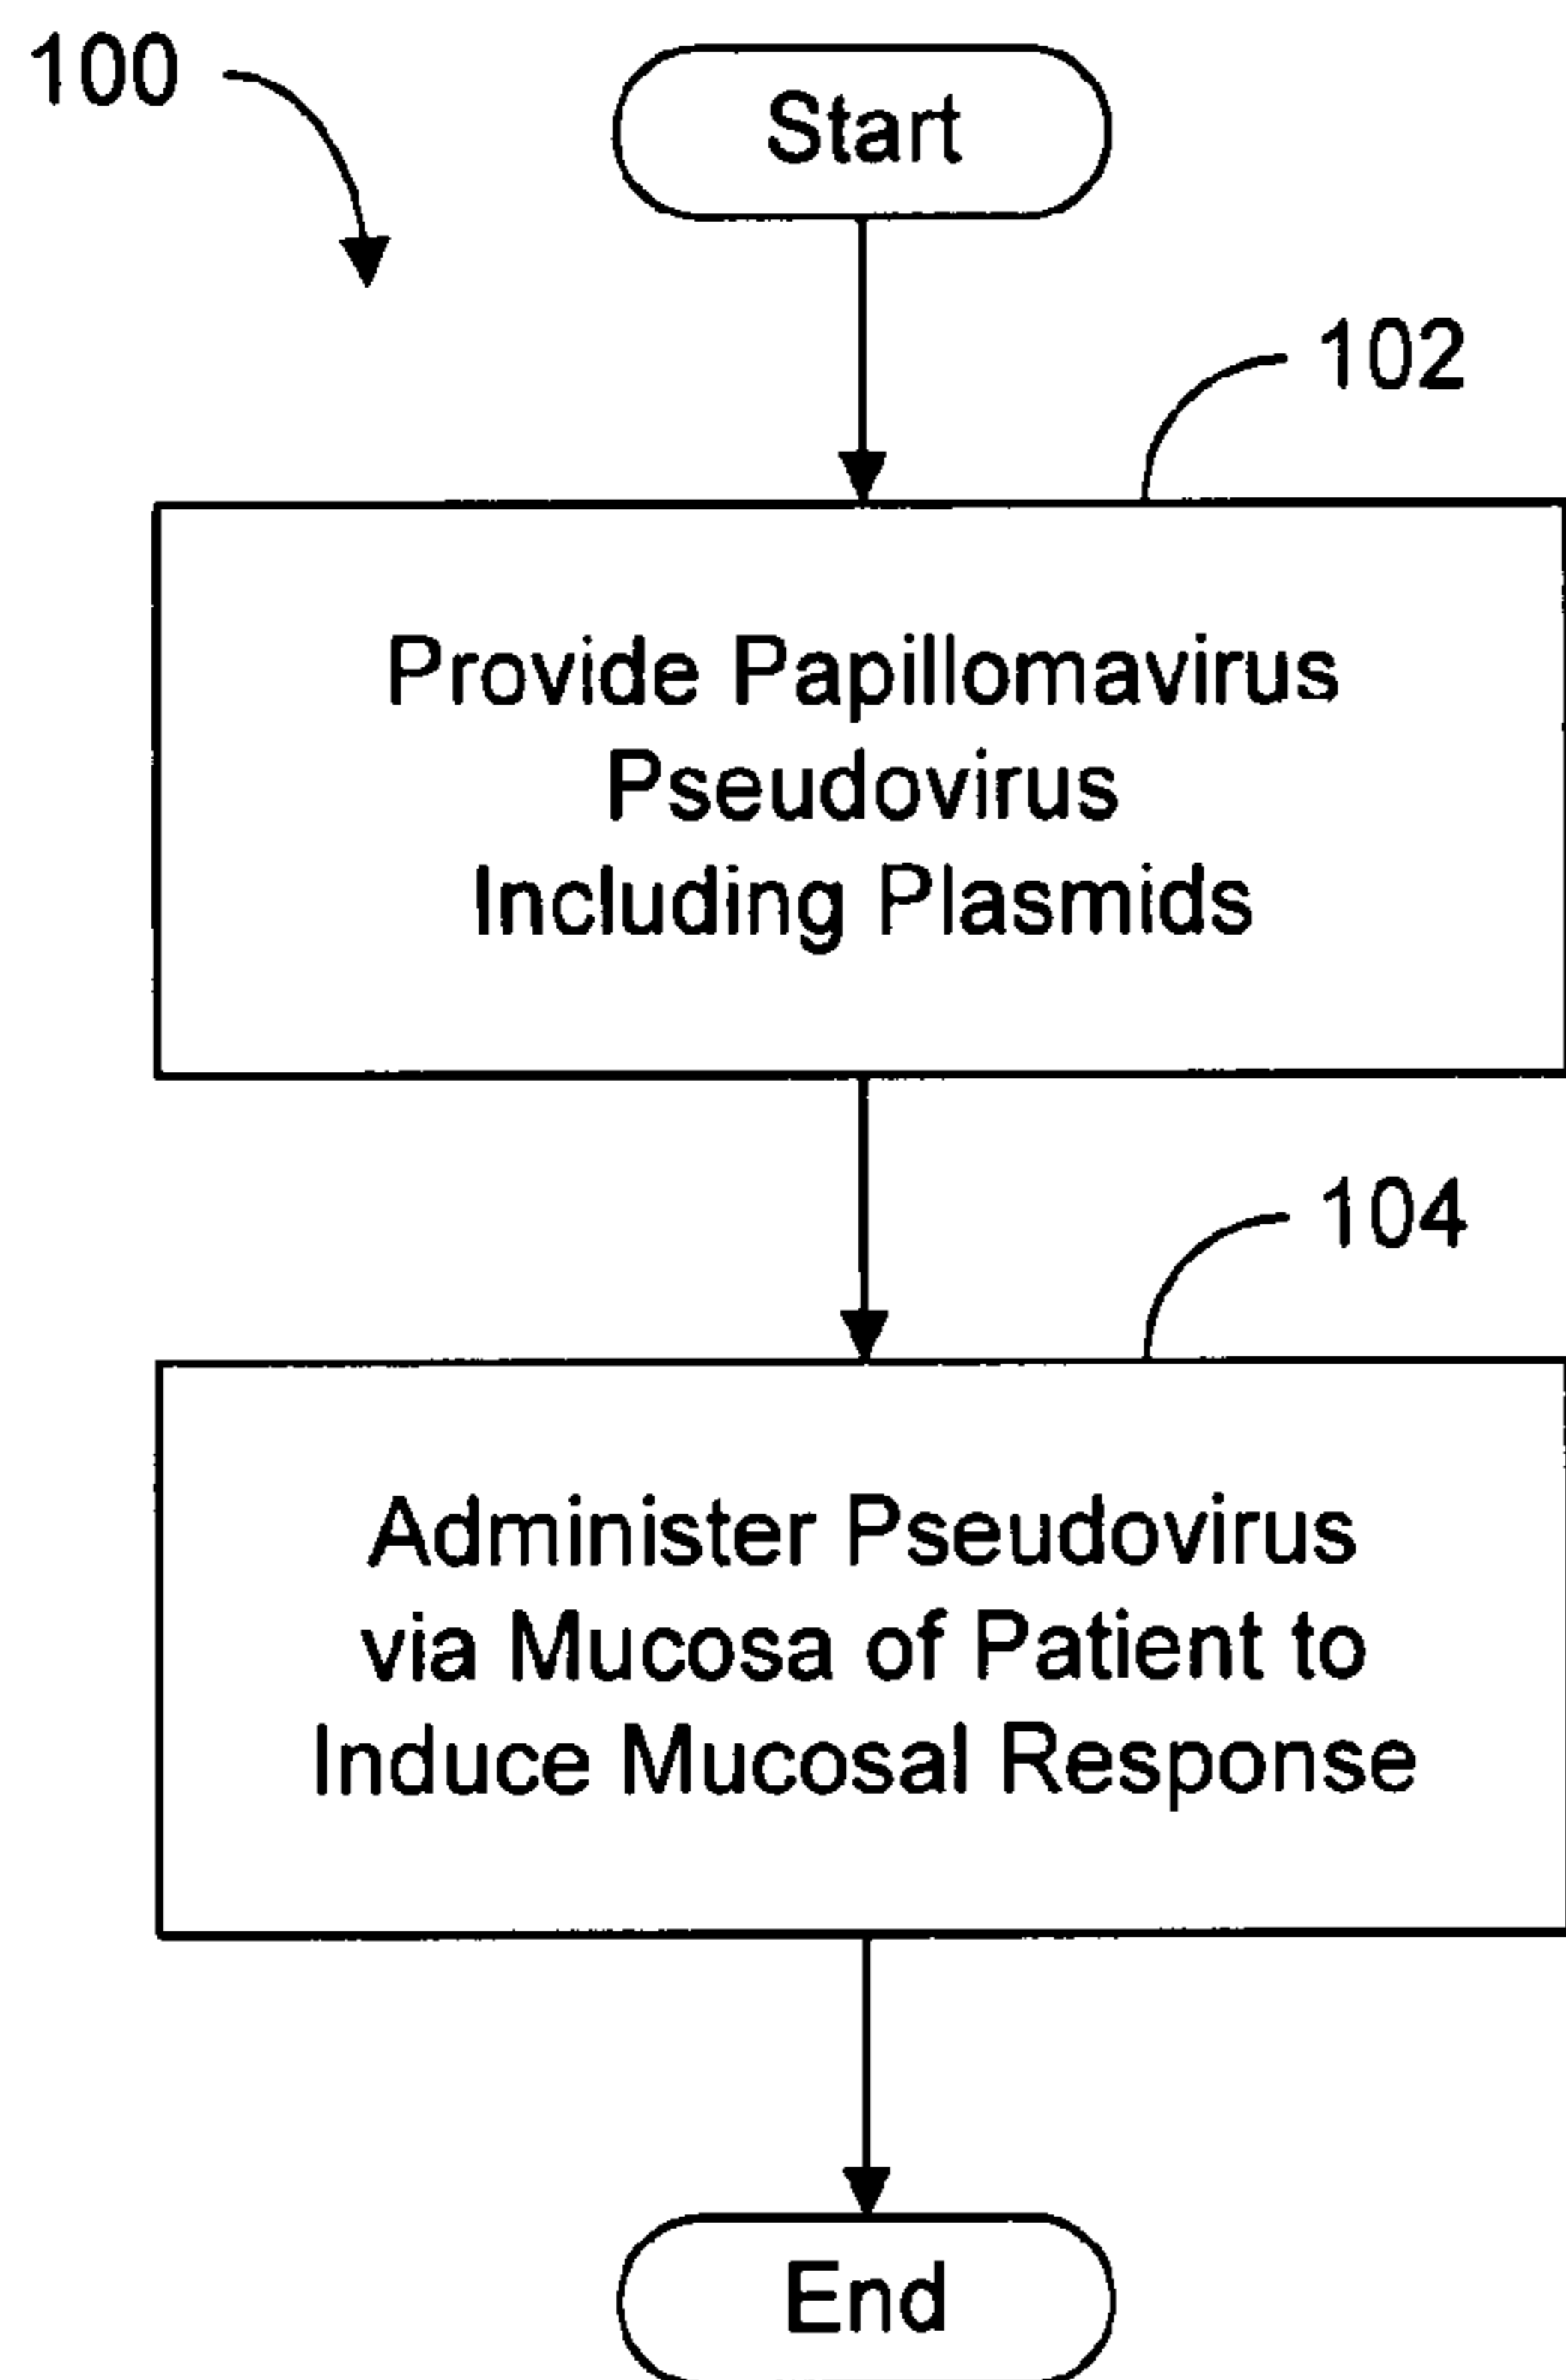 100
Start
102
Provide Papillomavirus
Pseudovirus
Including Plasmids
104
Administer Pseudovirus
via Mucosa of Patient to
Induce Mucosal Response
End